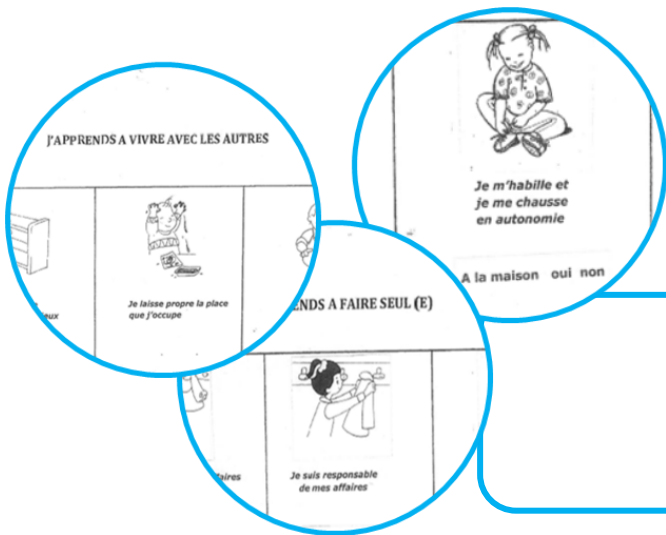 J'APPRENDS A VIVRE AVEC LES AUTRES
Je laisse propre la place
que j'occupe
Je m'habille et
je me chausse
en autonomie
A la maison oui non
ENDS A FAIRE SEUL (E)
Je suis responsable
de mes affaires